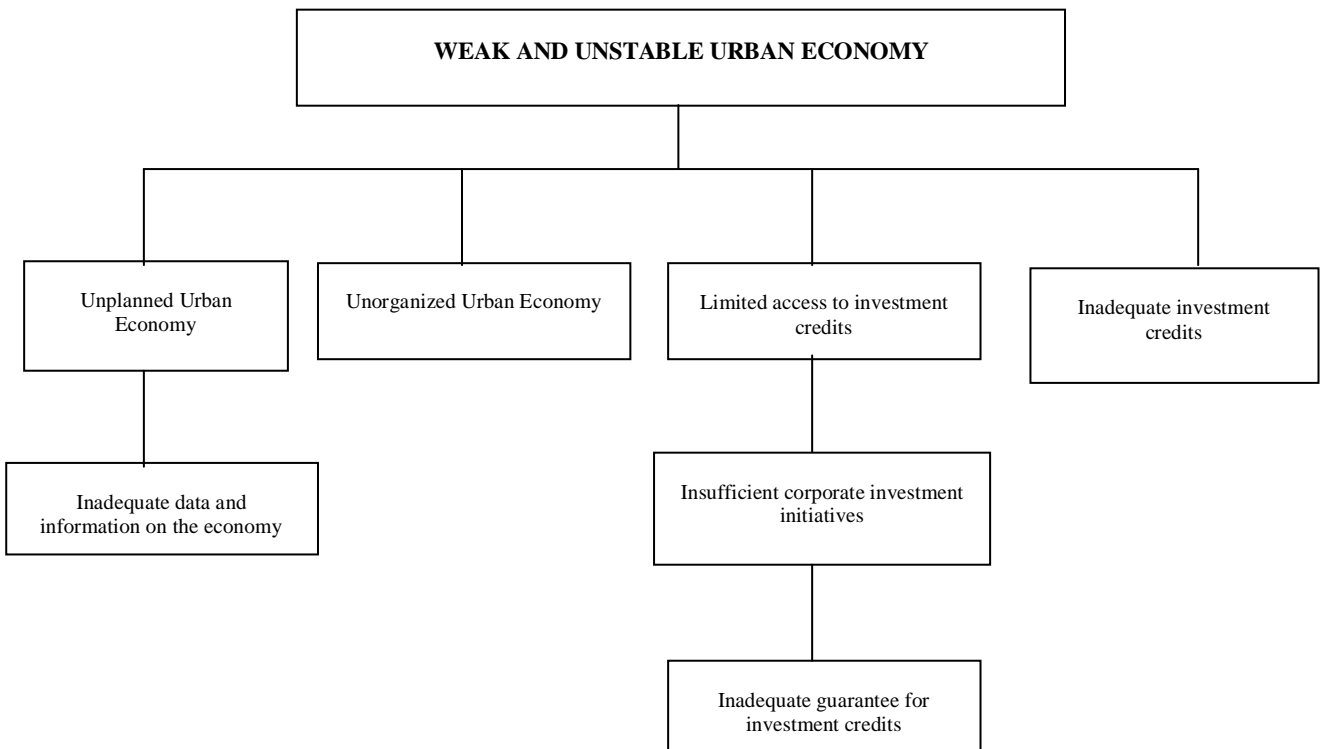 WEAK AND UNSTABLE URBAN ECONOMY
Unplanned Urban
Economy
Unorganized Urban Economy
Limited access to investment
credits
Inadequate investment
credits
Inadequate data and
information on the economy
Insufficient corporate investment
initiatives
Inadequate guarantee for
investment credits